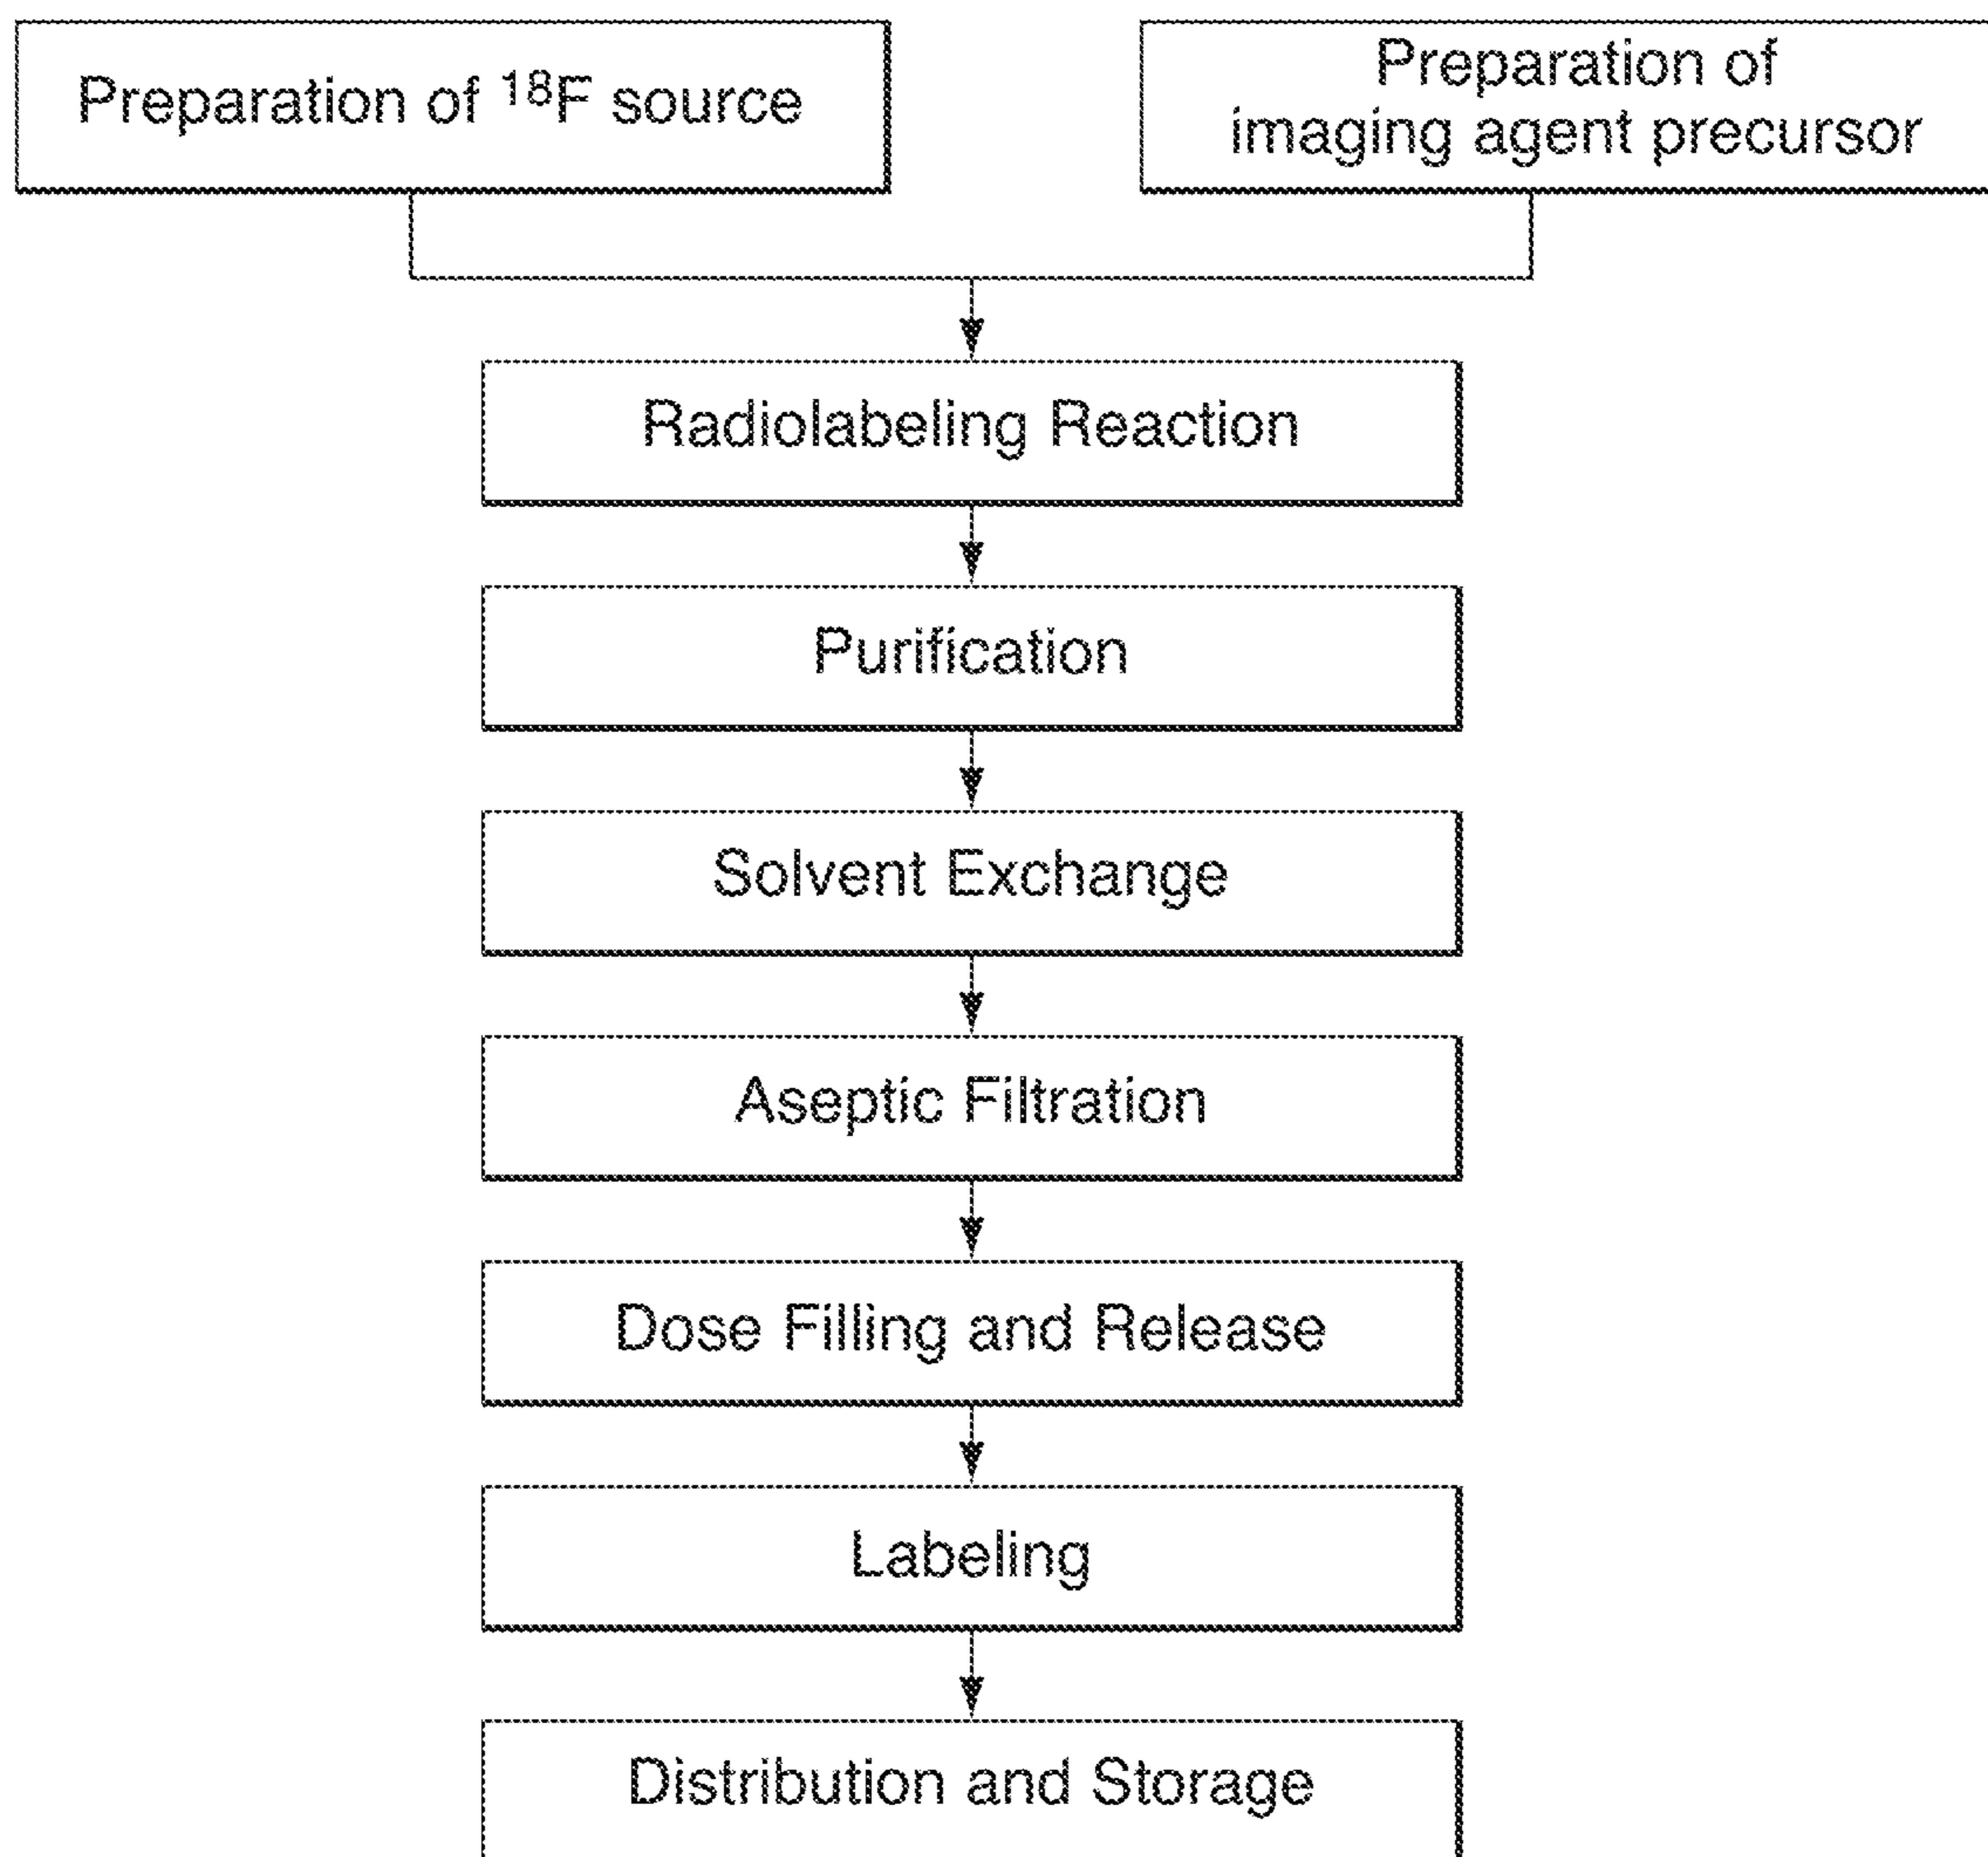 Preparation of ¹⁸F source
Preparation of
imaging agent precursor
Radiolabeling Reaction
Purification
Solvent Exchange
Aseptic Filtration
Dose Filling and Release
Labeling
Distribution and Storage